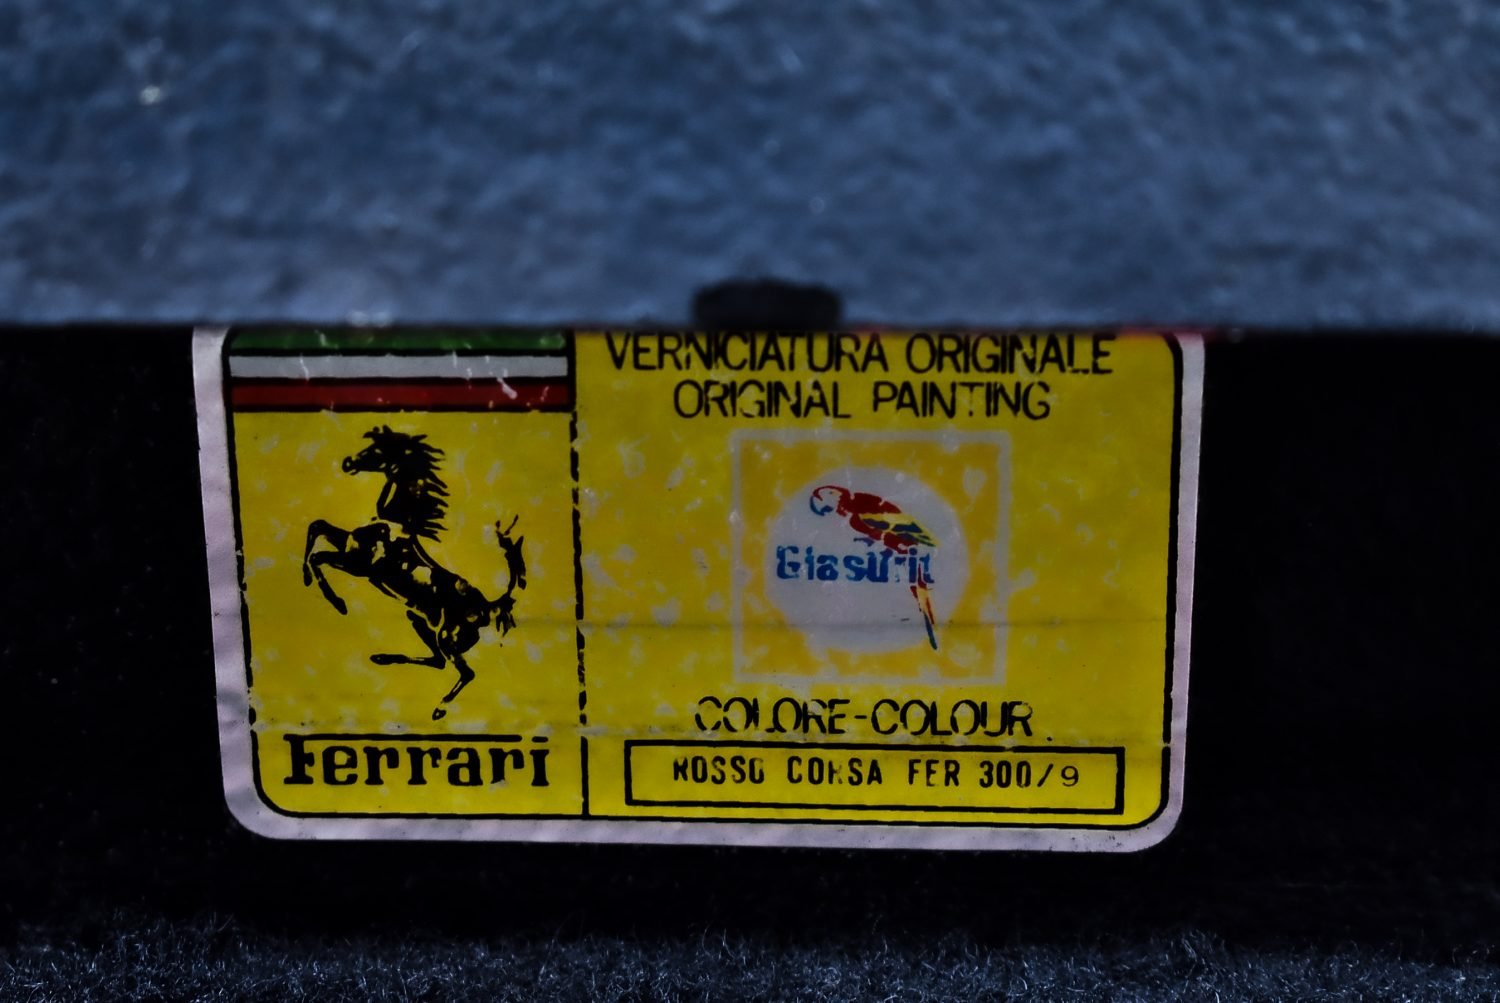 VERNICIATURA ORIGINALE
ORIGINAL PAINTING
Glasurit
COLORE-COLOUR
Ferrari
ROSSO CORSA FER 300/9